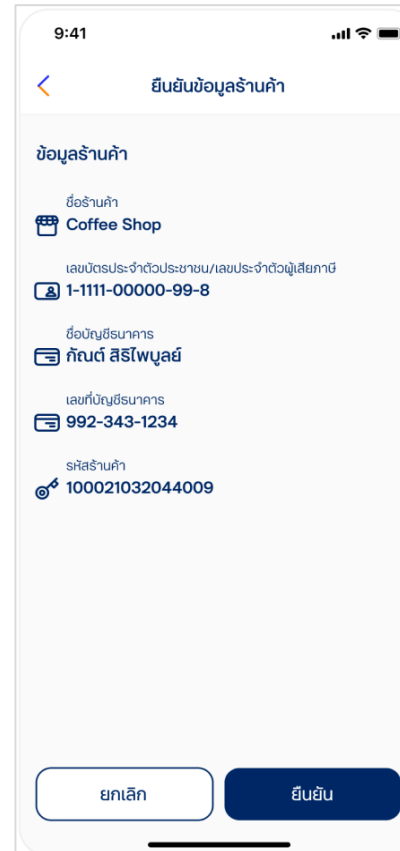 9:41
ยืนยันข้อมูลร้านค้า
ข้อมูลร้านค้า
ชื่อร้านค้า
Coffee Shop
เลขบัตรประจำตัวประชาชน/เลขประจำตัวผู้เสียภาษี
1-1111-00000-99-8
ชื่อบัญชีธนาคาร
กัณต์ สิริไพบูลย์
เลขที่บัญชีธนาคาร
992-343-1234
รหัสร้านค้า
100021032044009
ยกเลิก
ยืนยัน